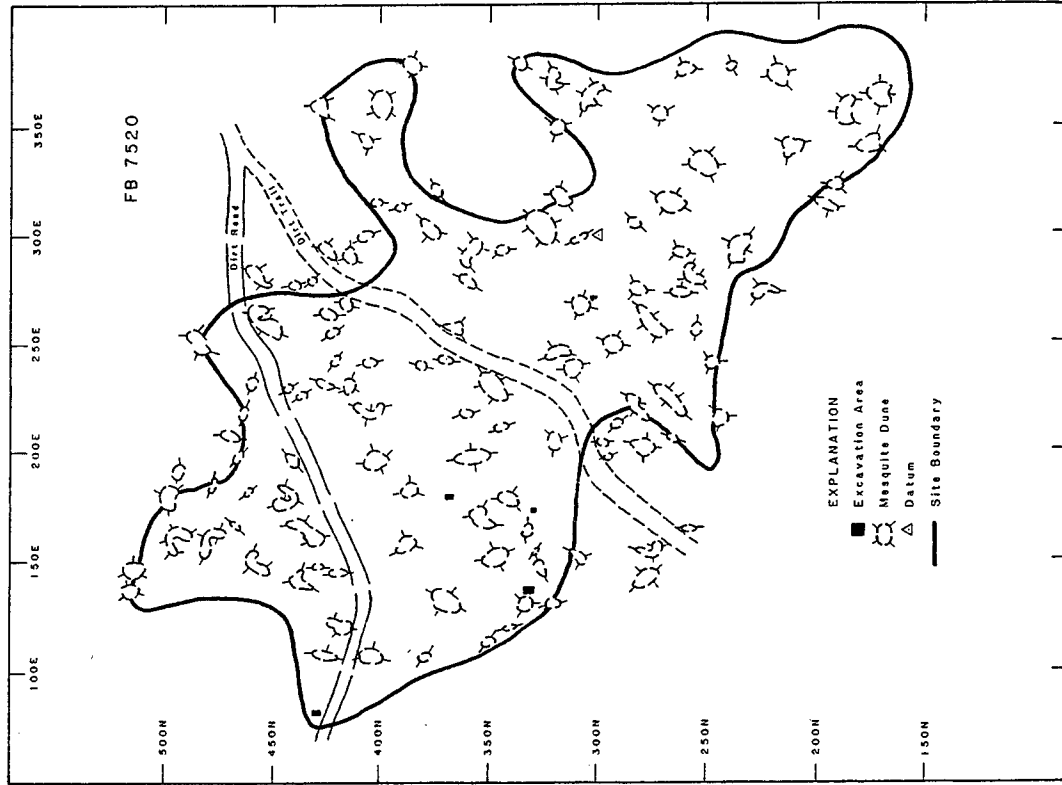 FB 7520
100E
150E
200E
250E
300E
350E
500N
450N
400N
350N
300N
250N
200N
150N
Dirt Road
Dirt Trail
EXPLANATION
Excavation Area
Mesquite Dune
Datum
Site Boundary